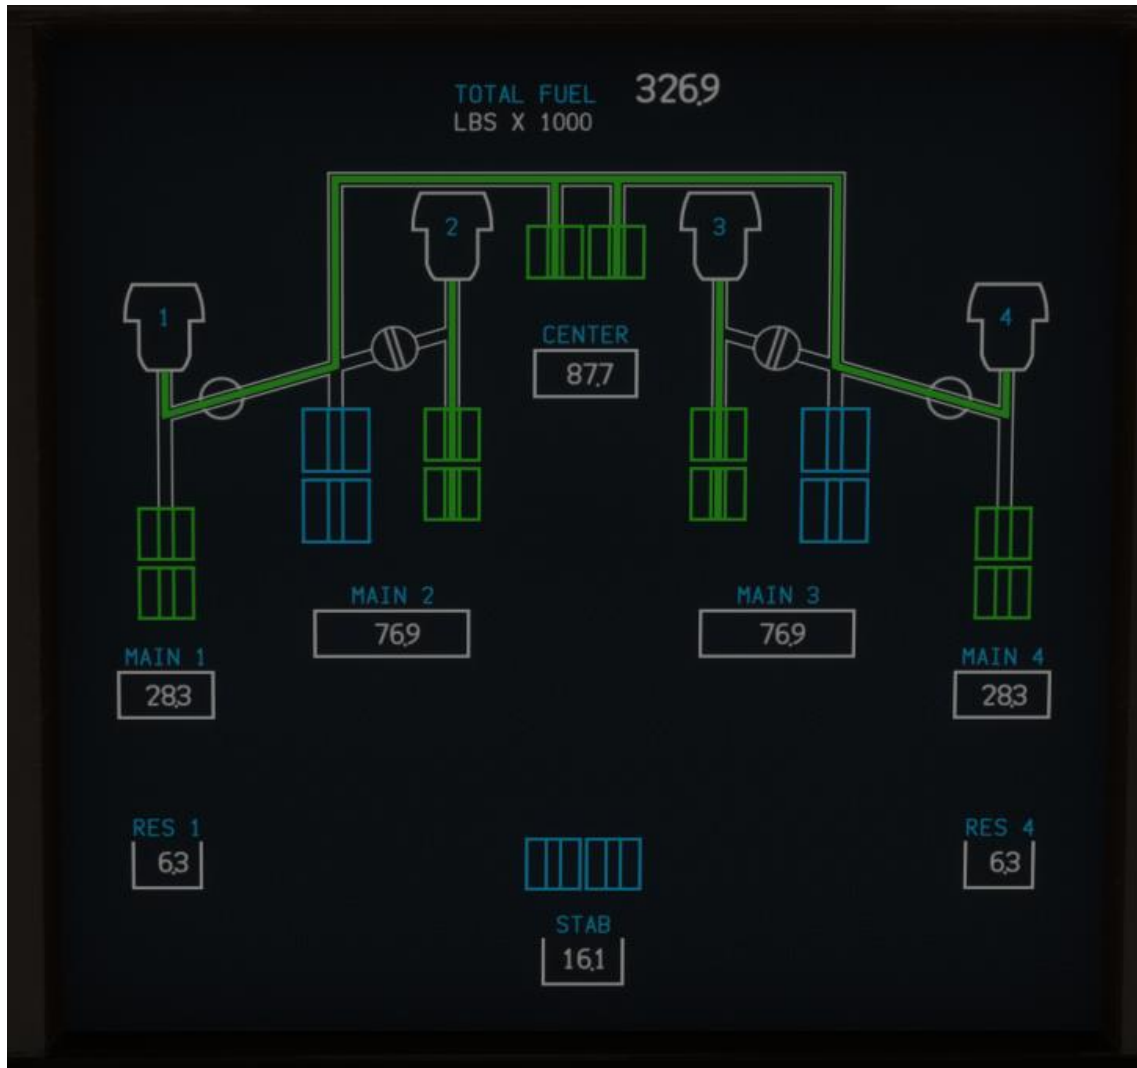 TOTAL FUEL 326.9
LBS X 1000
2 3
1 4
CENTER
87.7
MAIN 2 MAIN 3
76.9 76.9
MAIN 1 MAIN 4
28.3 28.3
RES 1 RES 4
6.3 6.3
STAB
16.1